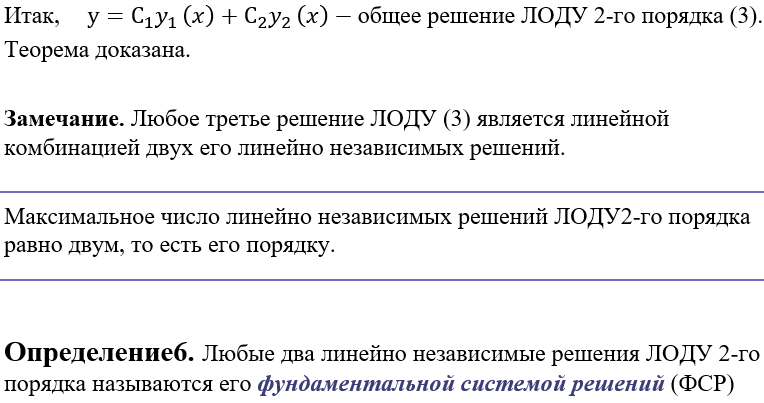 Итак, y = C₁y₁ (x) + C₂y₂ (x) − общее решение ЛОДУ 2-го порядка (3).
Теорема доказана.
Замечание. Любое третье решение ЛОДУ (3) является линейной
комбинацией двух его линейно независимых решений.
Максимальное число линейно независимых решений ЛОДУ2-го порядка
равно двум, то есть его порядку.
Определение6. Любые два линейно независимые решения ЛОДУ 2-го
порядка называются его фундаментальной системой решений (ФСР)